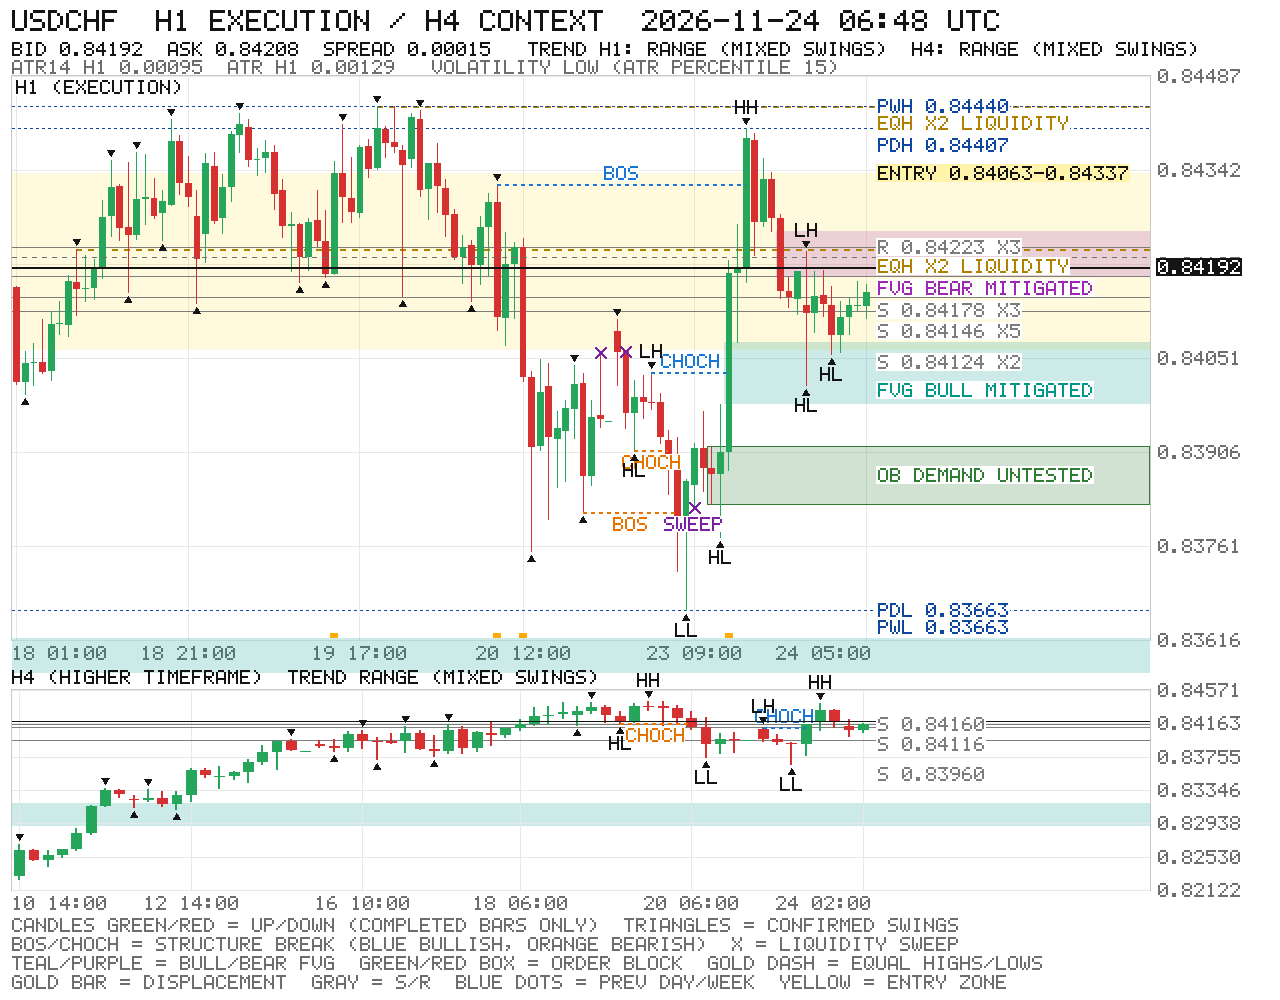 USDCHF  H1 EXECUTION / H4 CONTEXT  2026-11-24 06:48 UTC
BID 0.84192  ASK 0.84208  SPREAD 0.00015  TREND H1: RANGE (MIXED SWINGS)  H4: RANGE (MIXED SWINGS)
ATR14 H1 0.00095  ATR H1 0.00129  VOLATILITY LOW (ATR PERCENTILE 15)
0.84487
H1 (EXECUTION)
HH
PWH 0.84440
EQH X2 LIQUIDITY
PDH 0.84407
BOS
ENTRY 0.84063-0.84337
0.84342
LH
R 0.84223 X3
EQH X2 LIQUIDITY
0.84192
FVG BEAR MITIGATED
S 0.84178 X3
S 0.84146 X5
LH
CHOCH
S 0.84124 X2
0.84051
HL
FVG BULL MITIGATED
HL
0.83906
CHOCH
HL
OB DEMAND UNTESTED
BOS
SWEEP
0.83761
HL
PDL 0.83663
PWL 0.83663
LL
0.83616
18 01:00  18 21:00  19 17:00  20 12:00  23 09:00  24 05:00
H4 (HIGHER TIMEFRAME)  TREND RANGE (MIXED SWINGS)
HH
HH
0.84571
LH
CHOCH
S 0.84160
0.84163
HL
CHOCH
S 0.84116
0.83755
LL
LL
S 0.83960
0.83346
0.82938
0.82530
0.82122
10 14:00  12 14:00  16 10:00  18 06:00  20 06:00  24 02:00
CANDLES GREEN/RED = UP/DOWN (COMPLETED BARS ONLY)  TRIANGLES = CONFIRMED SWINGS
BOS/CHOCH = STRUCTURE BREAK (BLUE BULLISH, ORANGE BEARISH)  X = LIQUIDITY SWEEP
TEAL/PURPLE = BULL/BEAR FVG  GREEN/RED BOX = ORDER BLOCK  GOLD DASH = EQUAL HIGHS/LOWS
GOLD BAR = DISPLACEMENT  GRAY = S/R  BLUE DOTS = PREV DAY/WEEK  YELLOW = ENTRY ZONE